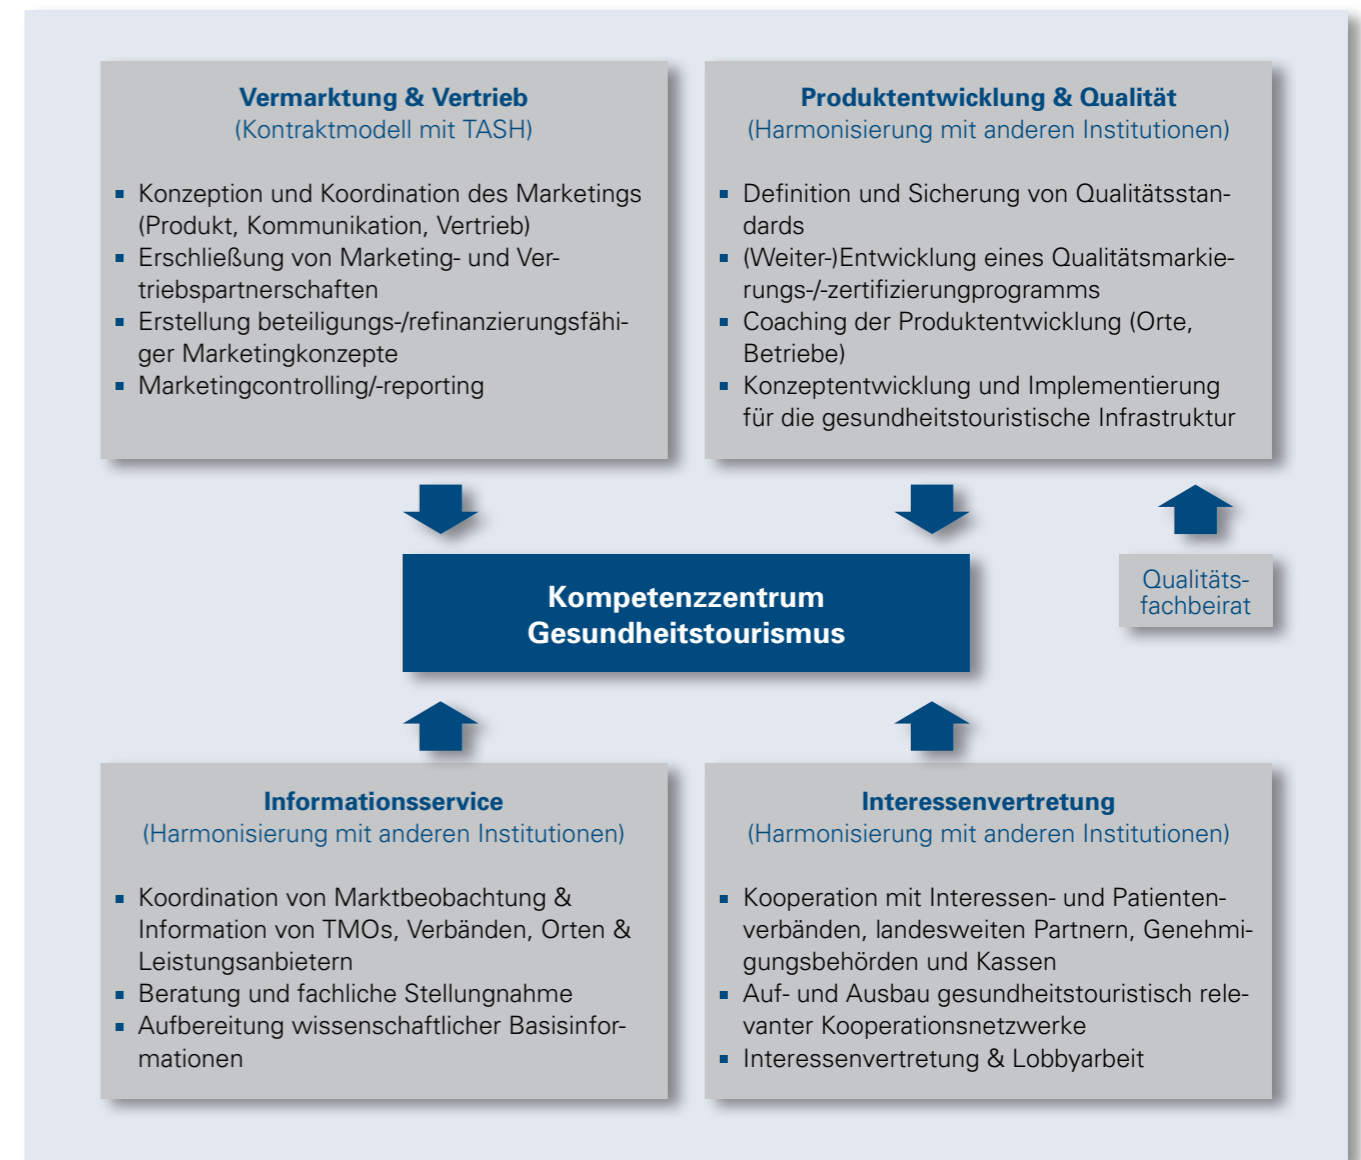 Vermarktung & Vertrieb
(Kontraktmodell mit TASH)
▪ Konzeption und Koordination des Marketings
(Produkt, Kommunikation, Vertrieb)
▪ Erschließung von Marketing- und Ver-
triebspartnerschaften
▪ Erstellung beteiligungs-/refinanzierungsfähi-
ger Marketingkonzepte
▪ Marketingcontrolling/-reporting
Produktentwicklung & Qualität
(Harmonisierung mit anderen Institutionen)
▪ Definition und Sicherung von Qualitätsstan-
dards
▪ (Weiter-)Entwicklung eines Qualitätsmarkie-
rungs-/-zertifizierungprogramms
▪ Coaching der Produktentwicklung (Orte,
Betriebe)
▪ Konzeptentwicklung und Implementierung
für die gesundheitstouristische Infrastruktur
Kompetenzzentrum
Gesundheitstourismus
Qualitäts-
fachbeirat
Informationsservice
(Harmonisierung mit anderen Institutionen)
▪ Koordination von Marktbeobachtung &
Information von TMOs, Verbänden, Orten &
Leistungsanbietern
▪ Beratung und fachliche Stellungnahme
▪ Aufbereitung wissenschaftlicher Basisinfor-
mationen
Interessenvertretung
(Harmonisierung mit anderen Institutionen)
▪ Kooperation mit Interessen- und Patienten-
verbänden, landesweiten Partnern, Genehmi-
gungsbehörden und Kassen
▪ Auf- und Ausbau gesundheitstouristisch rele-
vanter Kooperationsnetzwerke
▪ Interessenvertretung & Lobbyarbeit